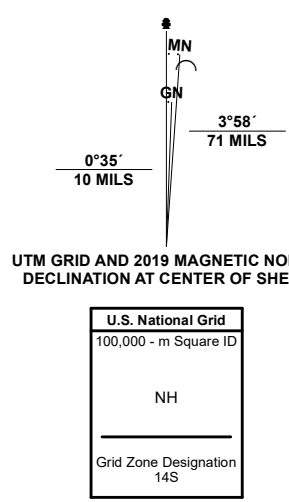 MN
GN
3°58´
71 MILS
0°35´
10 MILS
UTM GRID AND 2019 MAGNETIC NO
DECLINATION AT CENTER OF SHE
U.S. National Grid
100,000 - m Square ID
NH
Grid Zone Designation
14S